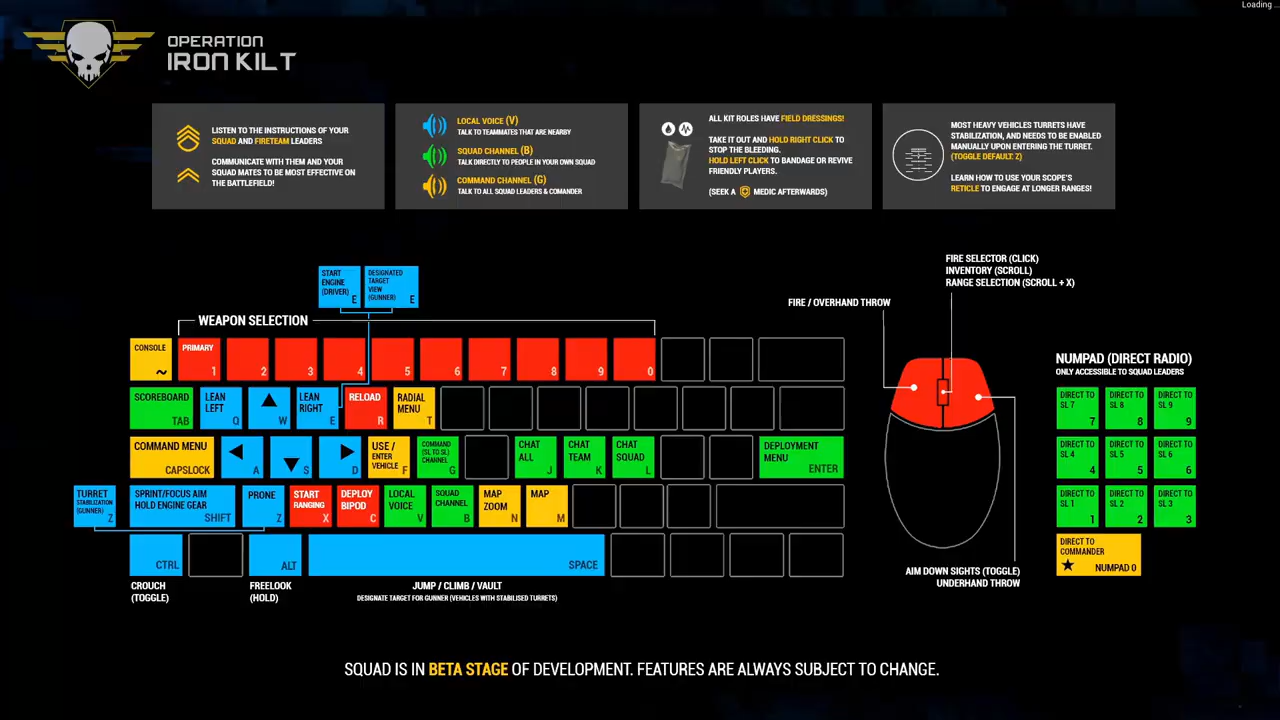 Loading ...
OPERATION
IRON KILT
LISTEN TO THE INSTRUCTIONS OF YOUR
SQUAD AND FIRETEAM LEADERS
COMMUNICATE WITH THEM AND YOUR
SQUAD MATES TO BE MOST EFFECTIVE ON
THE BATTLEFIELD!
LOCAL VOICE (V)
TALK TO TEAMMATES THAT ARE NEARBY
SQUAD CHANNEL (B)
TALK DIRECTLY TO PEOPLE IN YOUR OWN SQUAD
COMMAND CHANNEL (G)
TALK TO ALL SQUAD LEADERS & COMANDER
ALL KIT ROLES HAVE FIELD DRESSINGS!
TAKE IT OUT AND HOLD RIGHT CLICK TO
STOP THE BLEEDING.
HOLD LEFT CLICK TO BANDAGE OR REVIVE
FRIENDLY PLAYERS.
(SEEK A MEDIC AFTERWARDS)
MOST HEAVY VEHICLES TURRETS HAVE
STABILIZATION, AND NEEDS TO BE ENABLED
MANUALLY UPON ENTERING THE TURRET.
(TOGGLE DEFAULT: Z)
LEARN HOW TO USE YOUR SCOPE'S
RETICLE TO ENGAGE AT LONGER RANGES!
START
ENGINE
(DRIVER)
E
DESIGNATED
TARGET
VIEW
(GUNNER)
E
WEAPON SELECTION
CONSOLE
~
PRIMARY
1
2
3
4
5
6
7
8
9
0
SCOREBOARD
TAB
LEAN
LEFT
Q
W
LEAN
RIGHT
E
RELOAD
R
RADIAL
MENU
T
COMMAND MENU
CAPSLOCK
A
S
D
USE /
ENTER
VEHICLE
F
COMMAND
(SL TO SL)
CHANNEL
G
CHAT
ALL
J
CHAT
TEAM
K
CHAT
SQUAD
L
DEPLOYMENT
MENU
ENTER
TURRET
STABILIZATION
(GUNNER)
Z
SPRINT/FOCUS AIM
HOLD ENGINE GEAR
SHIFT
PRONE
Z
START
RANGING
X
DEPLOY
BIPOD
C
LOCAL
VOICE
V
SQUAD
CHANNEL
B
MAP
ZOOM
N
MAP
M
CTRL
ALT
SPACE
CROUCH
(TOGGLE)
FREELOOK
(HOLD)
JUMP / CLIMB / VAULT
DESIGNATE TARGET FOR GUNNER (VEHICLES WITH STABILISED TURRETS)
FIRE SELECTOR (CLICK)
INVENTORY (SCROLL)
RANGE SELECTION (SCROLL + X)
FIRE / OVERHAND THROW
AIM DOWN SIGHTS (TOGGLE)
UNDERHAND THROW
NUMPAD (DIRECT RADIO)
ONLY ACCESSIBLE TO SQUAD LEADERS
DIRECT TO
SL 7
7
DIRECT TO
SL 8
8
DIRECT TO
SL 9
9
DIRECT TO
SL 4
4
DIRECT TO
SL 5
5
DIRECT TO
SL 6
6
DIRECT TO
SL 1
1
DIRECT TO
SL 2
2
DIRECT TO
SL 3
3
DIRECT TO
COMMANDER
NUMPAD 0
SQUAD IS IN BETA STAGE OF DEVELOPMENT. FEATURES ARE ALWAYS SUBJECT TO CHANGE.